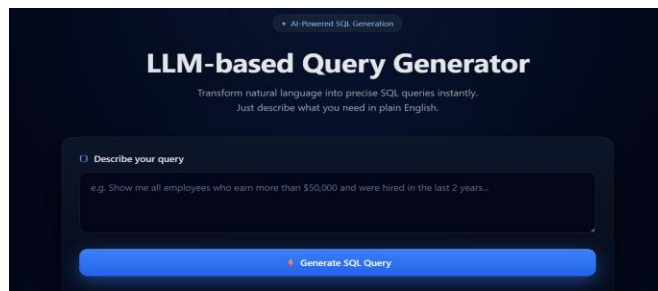 • AI-Powered SQL Generation
LLM-based Query Generator
Transform natural language into precise SQL queries instantly.
Just describe what you need in plain English.
Describe your query
e.g. Show me all employees who earn more than $50,000 and were hired in the last 2 years...
Generate SQL Query